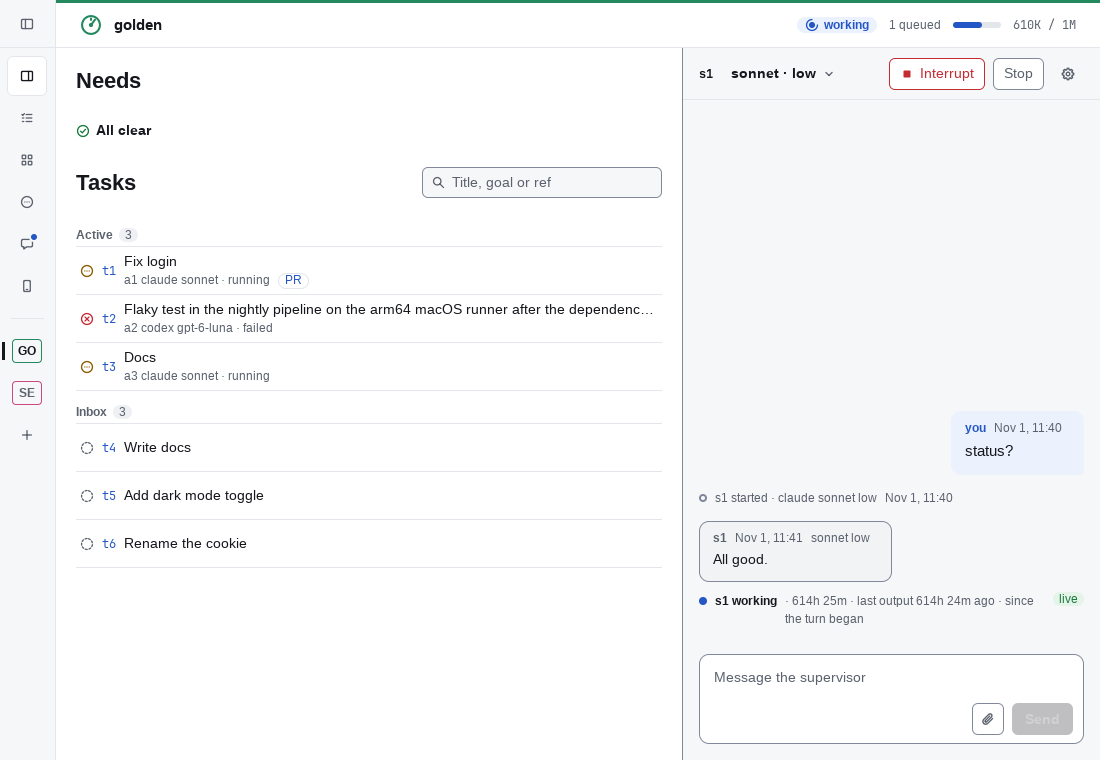 golden
working
1 queued
610K / 1M
Needs
All clear
Tasks
Title, goal or ref
Active 3
t1 Fix login
a1 claude sonnet · running PR
t2 Flaky test in the nightly pipeline on the arm64 macOS runner after the dependenc…
a2 codex gpt-6-luna · failed
t3 Docs
a3 claude sonnet · running
Inbox 3
t4 Write docs
t5 Add dark mode toggle
t6 Rename the cookie
GO
SE
s1 sonnet · low
Interrupt
Stop
you Nov 1, 11:40
status?
s1 started · claude sonnet low Nov 1, 11:40
s1 Nov 1, 11:41 sonnet low
All good.
s1 working · 614h 25m · last output 614h 24m ago · since
the turn began
live
Message the supervisor
Send